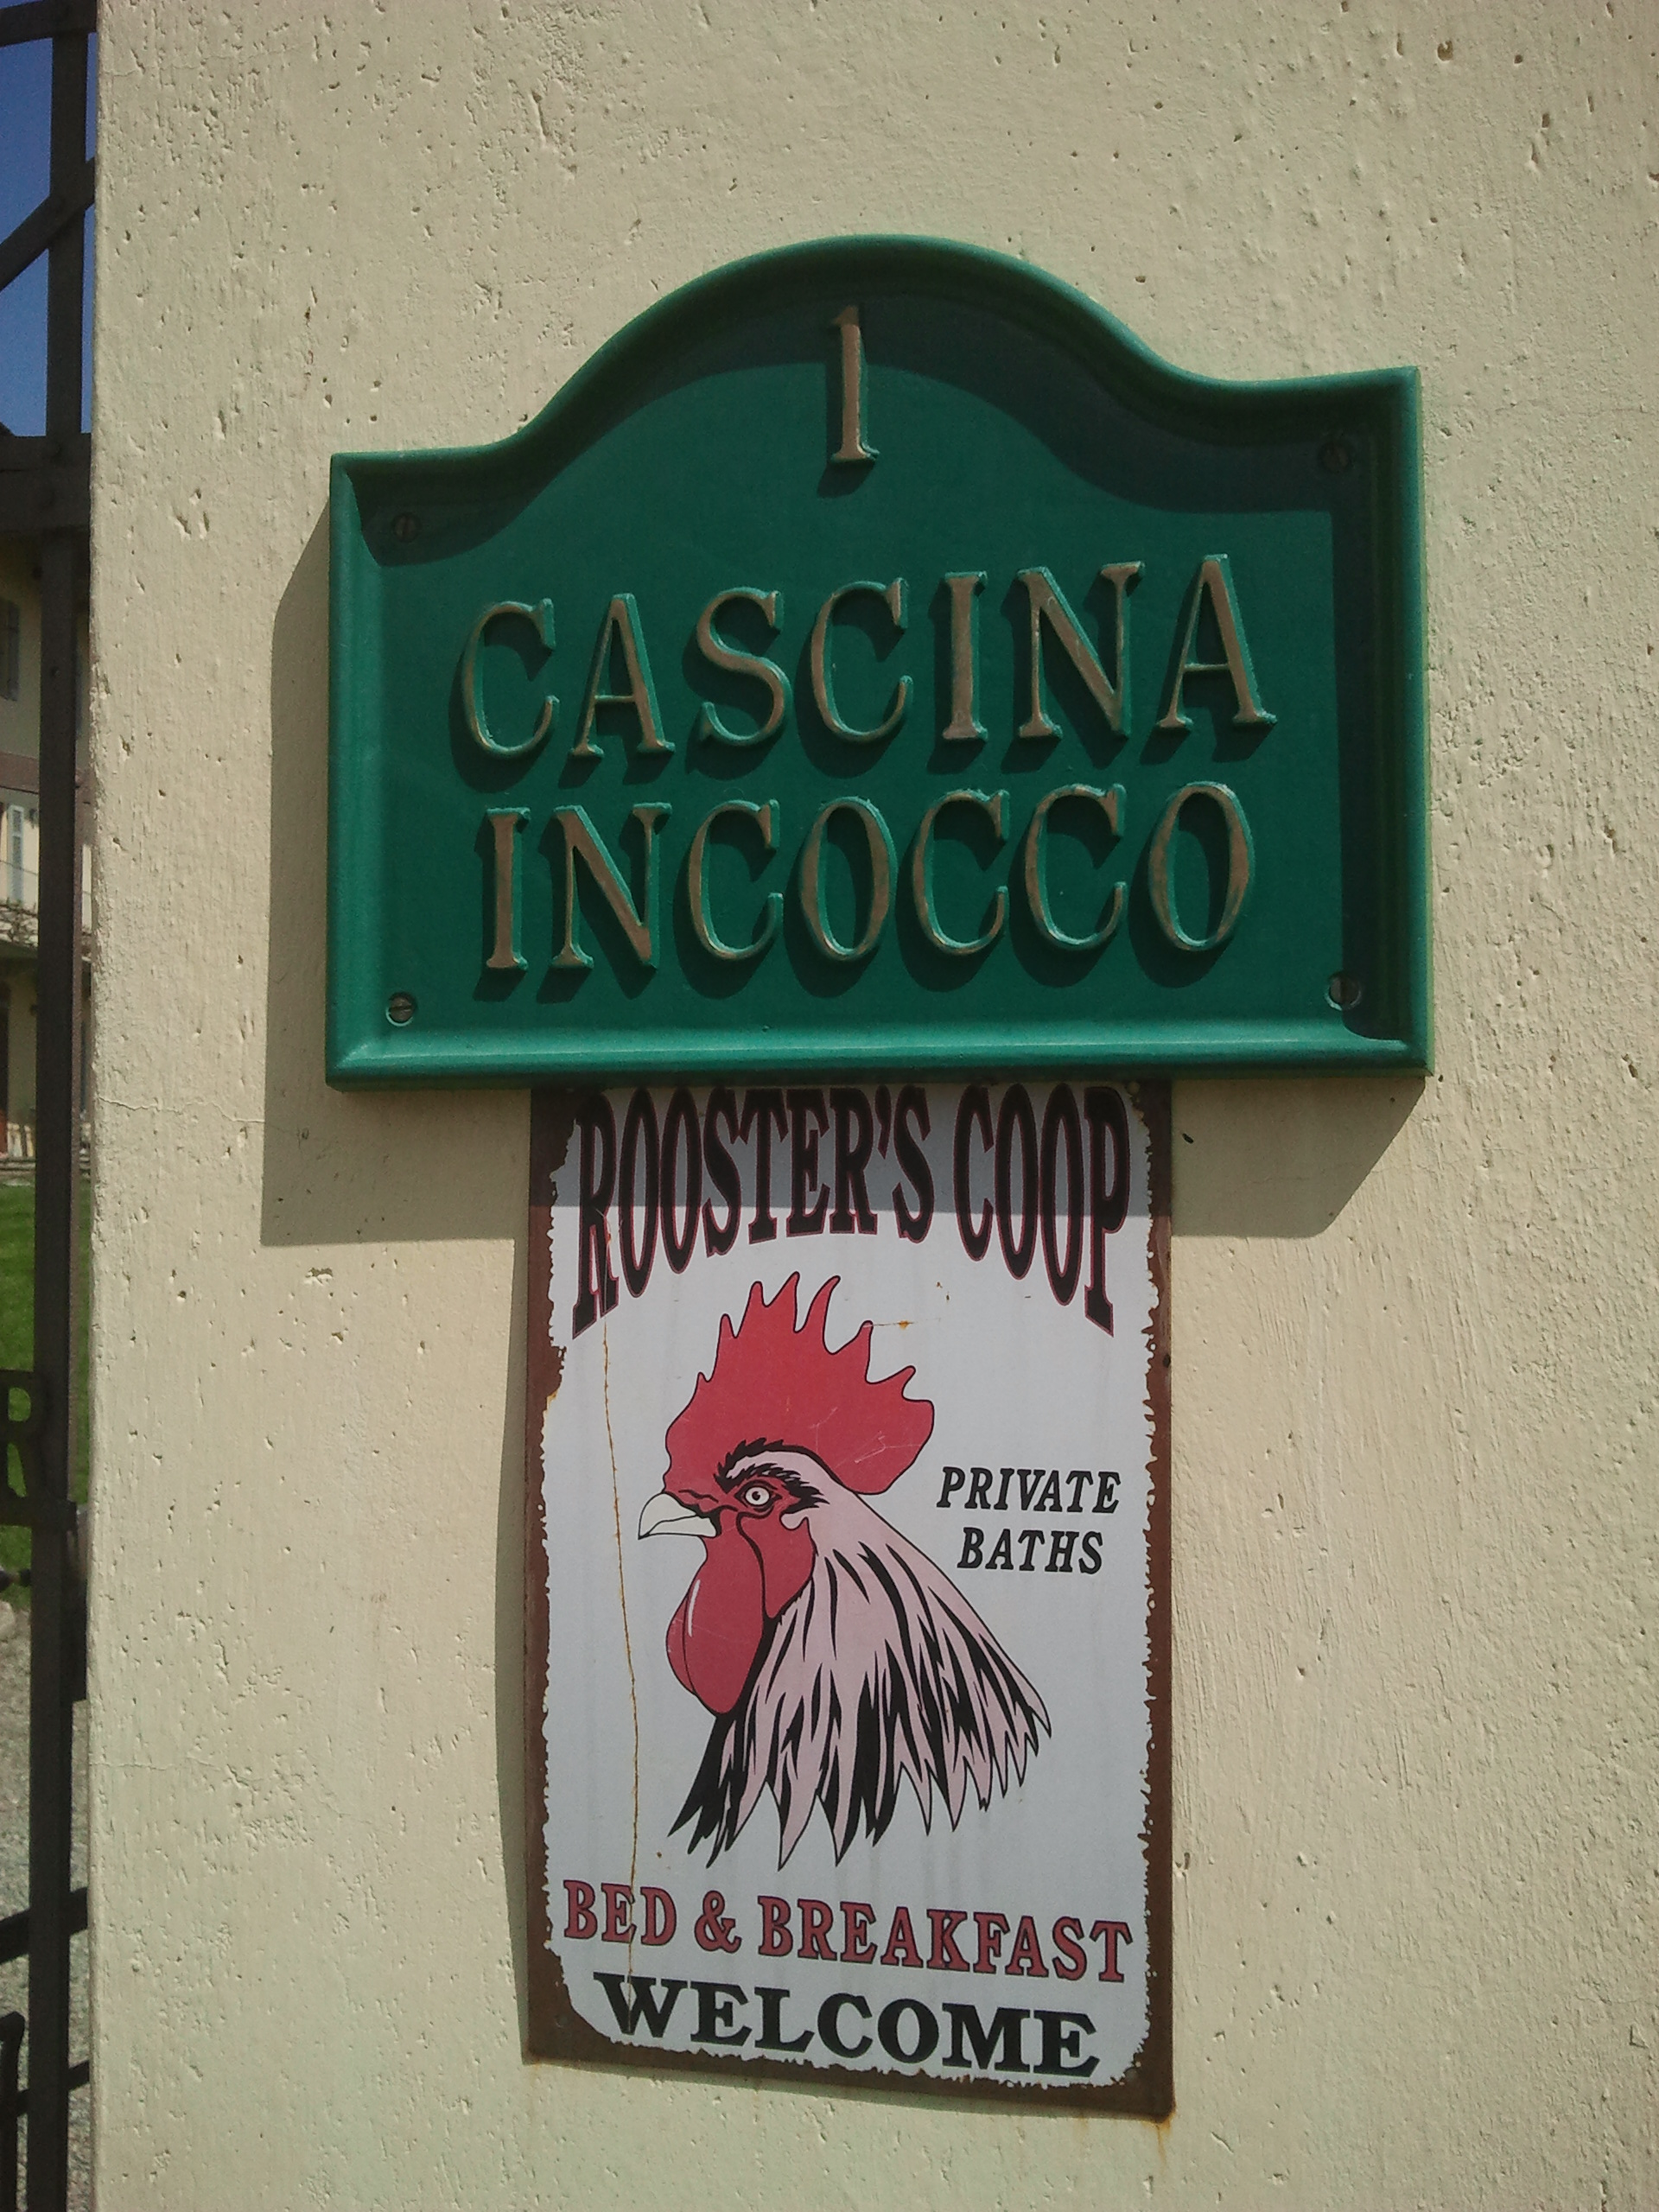 1
CASCINA
INCOCCO
ROOSTER'S COOP
PRIVATE
BATHS
BED & BREAKFAST
WELCOME